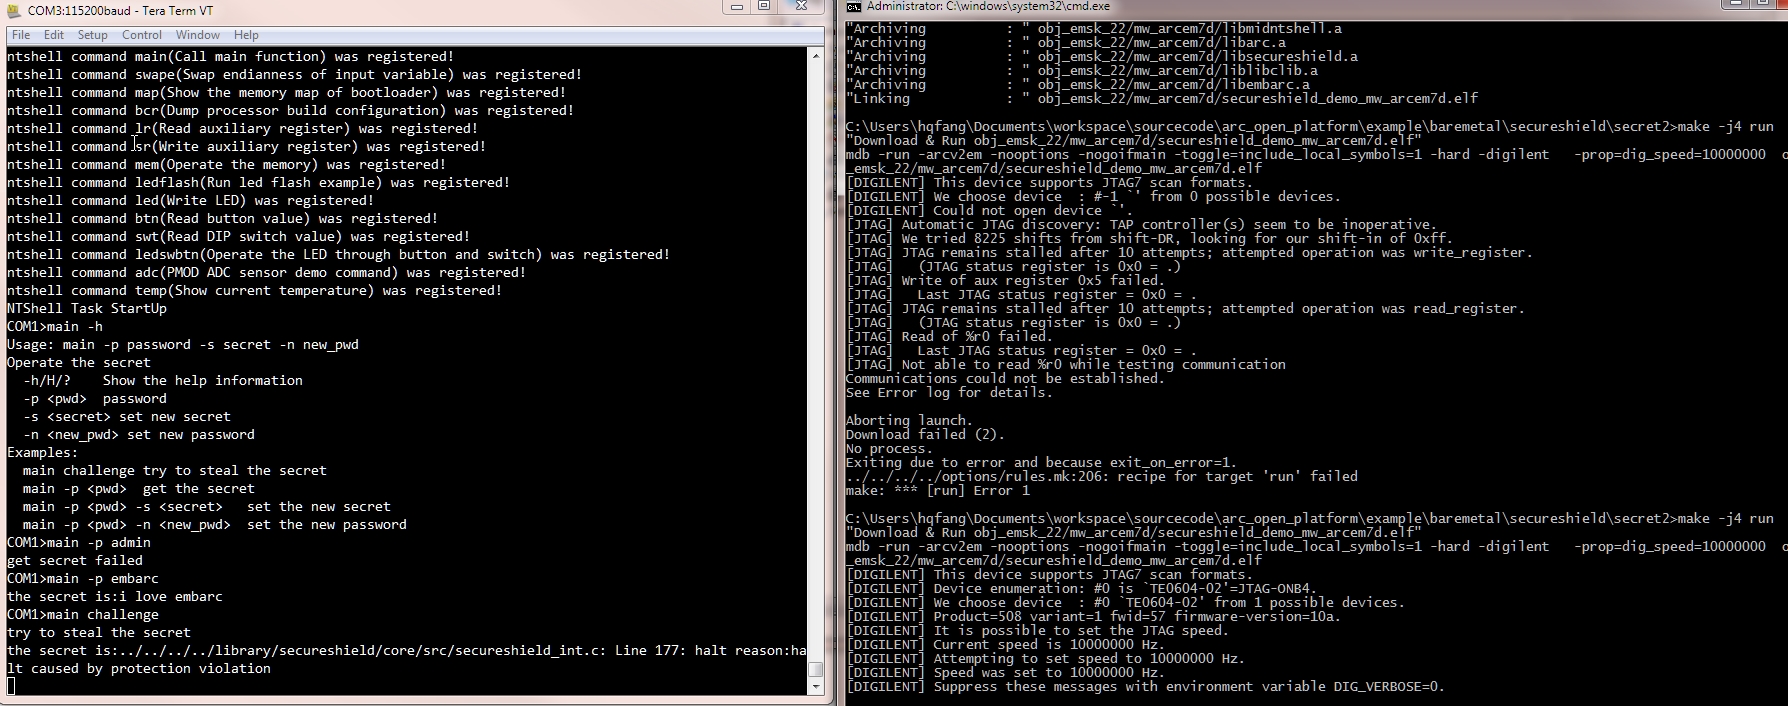 COM3:115200baud - Tera Term VT
File Edit Setup Control Window Help
ntshell command main(Call main function) was registered!
ntshell command swape(Swap endianness of input variable) was registered!
ntshell command map(Show the memory map of bootloader) was registered!
ntshell command bcr(Dump processor build configuration) was registered!
ntshell command lr(Read auxiliary register) was registered!
ntshell command sr(Write auxiliary register) was registered!
ntshell command mem(Operate the memory) was registered!
ntshell command ledflash(Run led flash example) was registered!
ntshell command led(Write LED) was registered!
ntshell command btn(Read button value) was registered!
ntshell command swt(Read DIP switch value) was registered!
ntshell command ledswbtn(Operate the LED through button and switch) was registered!
ntshell command adc(PMOD ADC sensor demo command) was registered!
ntshell command temp(Show current temperature) was registered!
NTShell Task StartUp
COM1>main -h
Usage: main -p password -s secret -n new_pwd
Operate the secret
  -h/H/?    Show the help information
  -p <pwd>  password
  -s <secret> set new secret
  -n <new_pwd> set new password
Examples:
  main challenge try to steal the secret
  main -p <pwd>  get the secret
  main -p <pwd> -s <secret>   set the new secret
  main -p <pwd> -n <new_pwd>  set the new password
COM1>main -p admin
get secret failed
COM1>main -p embarc
the secret is:i love embarc
COM1>main challenge
try to steal the secret
the secret is:../../../../library/secureshield/core/src/secureshield_int.c: Line 177: halt reason:ha
lt caused by protection violation
Administrator: C:\windows\system32\cmd.exe
"Archiving          : " obj_emsk_22/mw_arcem7d/libmidntshell.a
"Archiving          : " obj_emsk_22/mw_arcem7d/libarc.a
"Archiving          : " obj_emsk_22/mw_arcem7d/libsecureshield.a
"Archiving          : " obj_emsk_22/mw_arcem7d/liblibclib.a
"Archiving          : " obj_emsk_22/mw_arcem7d/libembarc.a
"Linking            : " obj_emsk_22/mw_arcem7d/secureshield_demo_mw_arcem7d.elf
C:\Users\hqfang\Documents\workspace\sourcecode\arc_open_platform\example\baremetal\secureshield\secret2>make -j4 run
"Download & Run obj_emsk_22/mw_arcem7d/secureshield_demo_mw_arcem7d.elf"
mdb -run -arcv2em -nooptions -nogoifmain -toggle=include_local_symbols=1 -hard -digilent   -prop=dig_speed=10000000  o
_emsk_22/mw_arcem7d/secureshield_demo_mw_arcem7d.elf
[DIGILENT] This device supports JTAG7 scan formats.
[DIGILENT] We choose device  : #-1 `' from 0 possible devices.
[DIGILENT] Could not open device `'.
[JTAG] Automatic JTAG discovery: TAP controller(s) seem to be inoperative.
[JTAG] We tried 8225 shifts from shift-DR, looking for our shift-in of 0xff.
[JTAG] JTAG remains stalled after 10 attempts; attempted operation was write_register.
[JTAG]   (JTAG status register is 0x0 = .)
[JTAG] Write of aux register 0x5 failed.
[JTAG]   Last JTAG status register = 0x0 = .
[JTAG] JTAG remains stalled after 10 attempts; attempted operation was read_register.
[JTAG]   (JTAG status register is 0x0 = .)
[JTAG] Read of %r0 failed.
[JTAG]   Last JTAG status register = 0x0 = .
[JTAG] Not able to read %r0 while testing communication
Communications could not be established.
See Error log for details.
Aborting launch.
Download failed (2).
No process.
Exiting due to error and because exit_on_error=1.
../../../../options/rules.mk:206: recipe for target 'run' failed
make: *** [run] Error 1
C:\Users\hqfang\Documents\workspace\sourcecode\arc_open_platform\example\baremetal\secureshield\secret2>make -j4 run
"Download & Run obj_emsk_22/mw_arcem7d/secureshield_demo_mw_arcem7d.elf"
mdb -run -arcv2em -nooptions -nogoifmain -toggle=include_local_symbols=1 -hard -digilent   -prop=dig_speed=10000000  o
_emsk_22/mw_arcem7d/secureshield_demo_mw_arcem7d.elf
[DIGILENT] This device supports JTAG7 scan formats.
[DIGILENT] Device enumeration: #0 is `TE0604-02'=JTAG-ONB4.
[DIGILENT] We choose device  : #0 `TE0604-02' from 1 possible devices.
[DIGILENT] Product=508 variant=1 fwid=57 firmware-version=10a.
[DIGILENT] It is possible to set the JTAG speed.
[DIGILENT] Current speed is 10000000 Hz.
[DIGILENT] Attempting to set speed to 10000000 Hz.
[DIGILENT] Speed was set to 10000000 Hz.
[DIGILENT] Suppress these messages with environment variable DIG_VERBOSE=0.